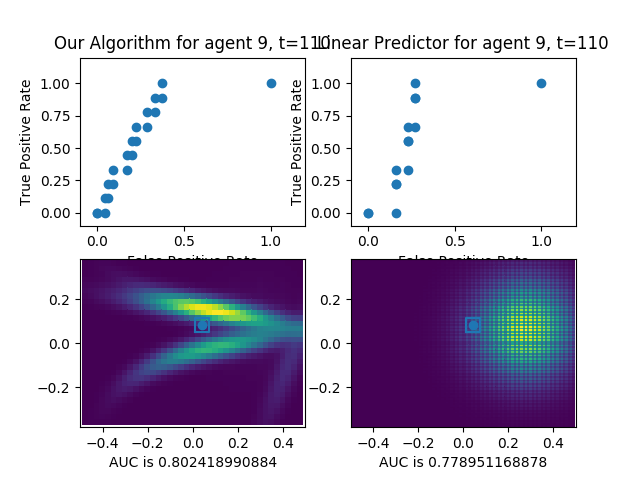 Our Algorithm for agent 9, t=110
Linear Predictor for agent 9, t=110
True Positive Rate
1.00
0.75
0.50
0.25
0.00
0.0 0.5 1.0
False Positive Rate
True Positive Rate
1.00
0.75
0.50
0.25
0.00
0.0 0.5 1.0
False Positive Rate
0.2
0.0
−0.2
−0.4 −0.2 0.0 0.2 0.4
AUC is 0.802418990884
0.2
0.0
−0.2
−0.4 −0.2 0.0 0.2 0.4
AUC is 0.778951168878